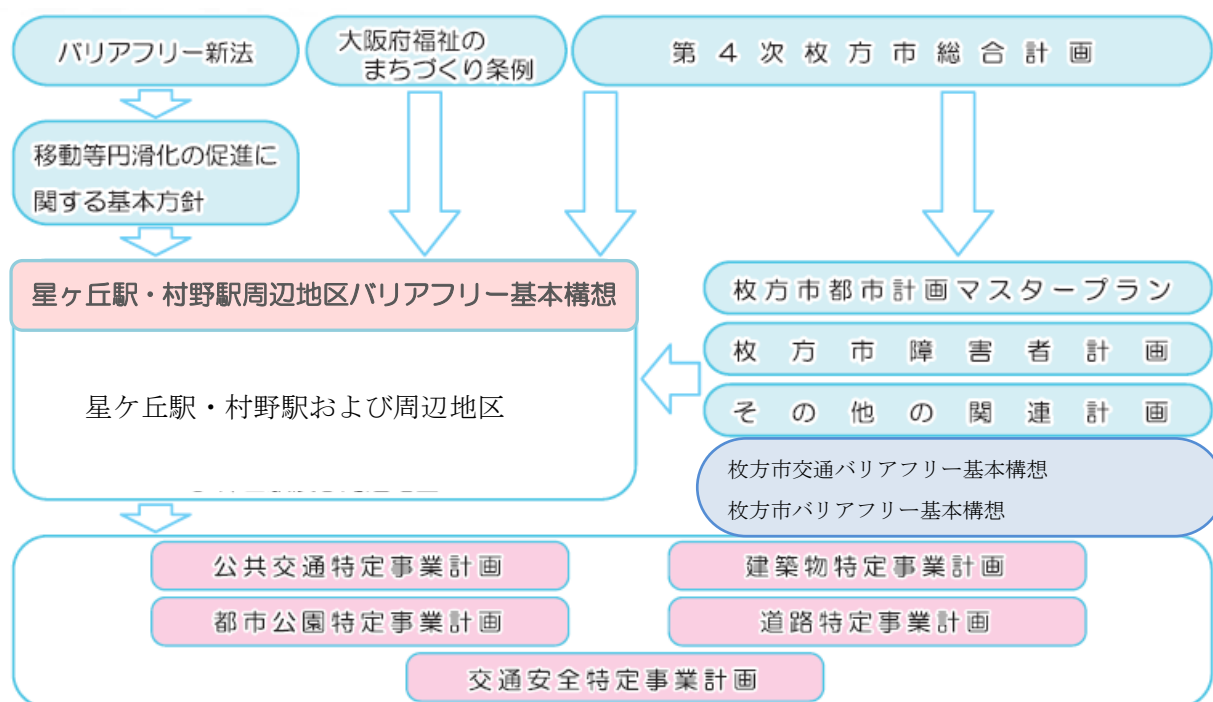 バリアフリー新法
大阪府福祉の
まちづくり条例
第４次枚方市総合計画
移動等円滑化の促進に
関する基本方針
星ヶ丘駅・村野駅周辺地区バリアフリー基本構想
星ケ丘駅・村野駅および周辺地区
枚方市都市計画マスタープラン
枚方市障害者計画
その他の関連計画
枚方市交通バリアフリー基本構想
枚方市バリアフリー基本構想
公共交通特定事業計画
建築物特定事業計画
都市公園特定事業計画
道路特定事業計画
交通安全特定事業計画